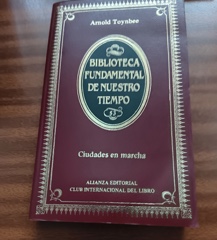 Arnold Toynbee
BIBLIOTECA
FUNDAMENTAL
DE NUESTRO
TIEMPO
Ciudades en marcha
ALIANZA EDITORIAL
CLUB INTERNACIONAL DEL LIBRO